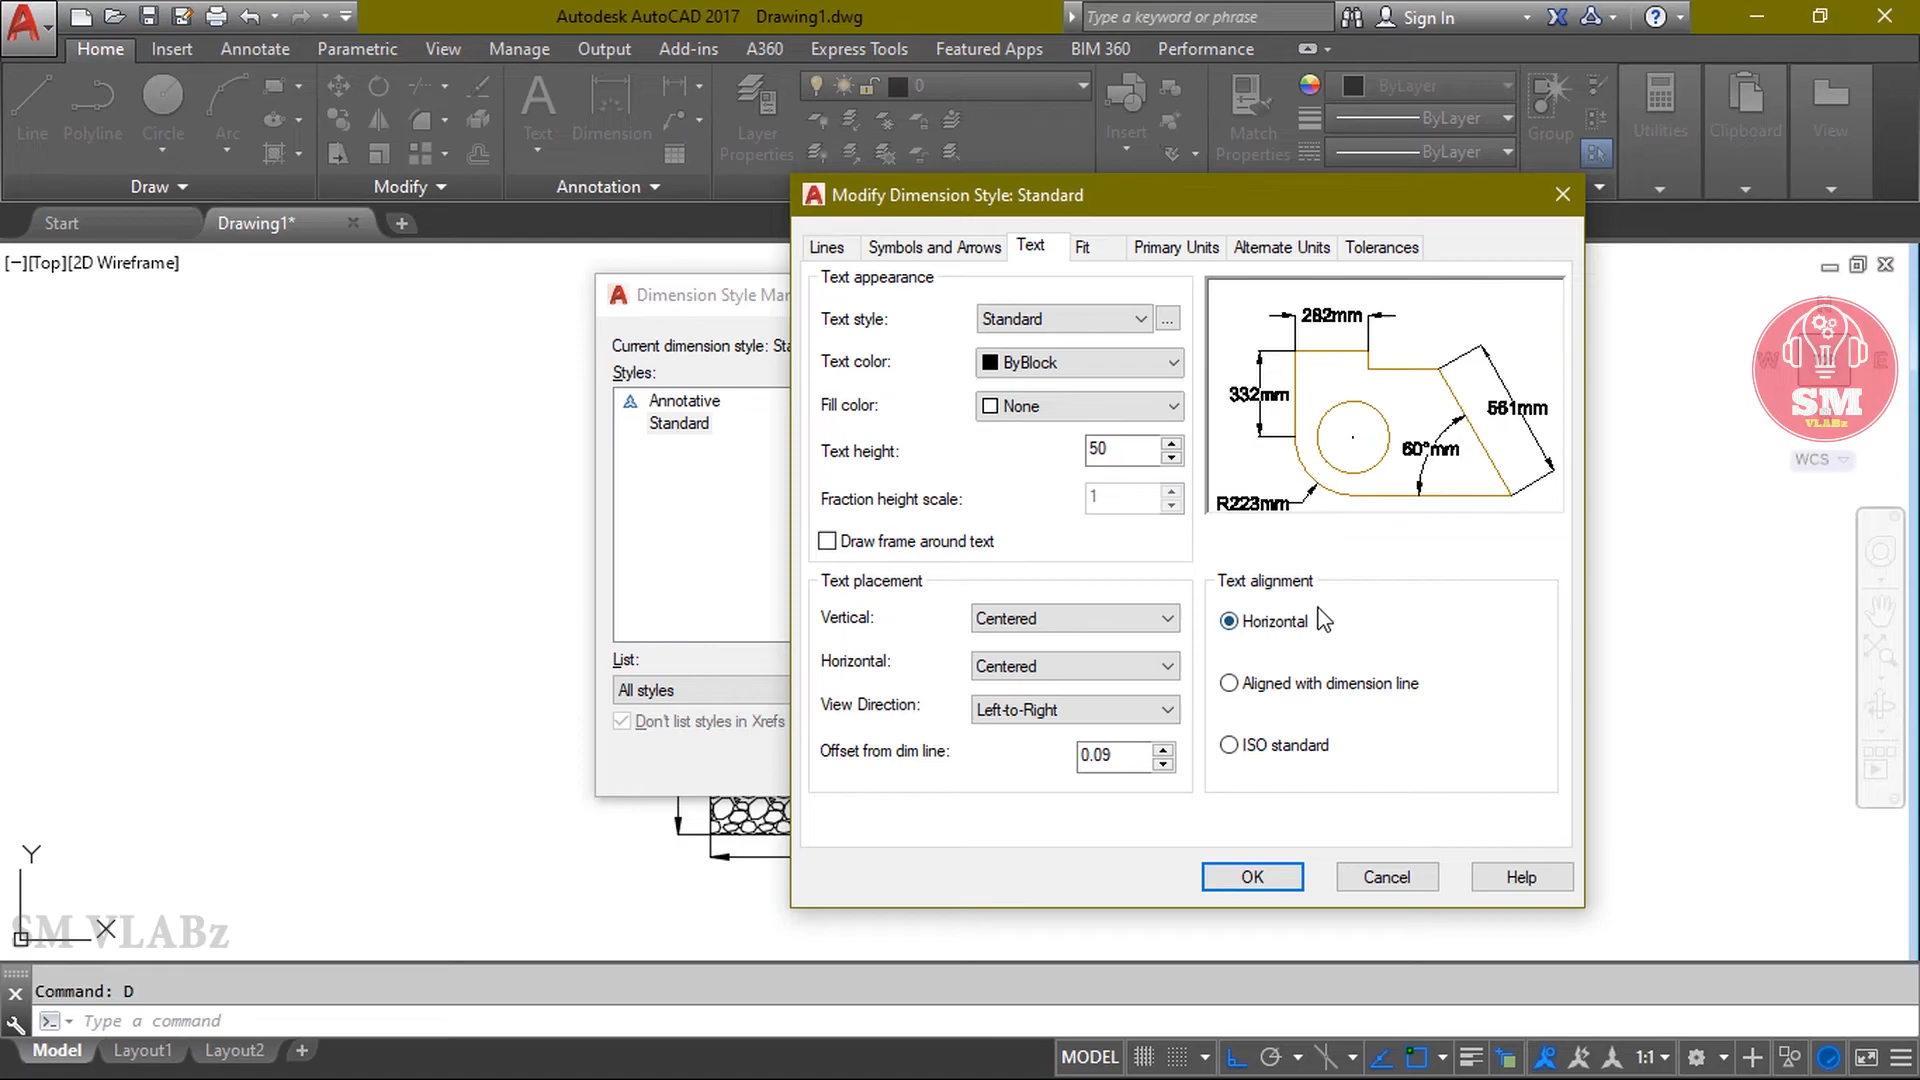 Autodesk AutoCAD 2017 Drawing1.dwg
Type a keyword or phrase
Sign In
Home Insert Annotate Parametric View Manage Output Add-ins A360 Express Tools Featured Apps BIM 360 Performance
0
ByLayer
ByLayer
ByLayer
Line Polyline Circle Arc
Text Dimension
Layer Properties
Insert
Match Properties
Group
Utilities
Clipboard
View
Draw Modify Annotation
Start Drawing1*
[−][Top][2D Wireframe]
Dimension Style Ma
Current dimension style: Sta
Styles:
Annotative
Standard
List:
All styles
Don't list styles in Xrefs
Modify Dimension Style: Standard
Lines Symbols and Arrows Text Fit Primary Units Alternate Units Tolerances
Text appearance
Text style: Standard ...
Text color: ByBlock
Fill color: None
Text height: 50
Fraction height scale: 1
Draw frame around text
282mm
332mm
561mm
60°mm
R223mm
Text placement
Vertical: Centered
Horizontal: Centered
View Direction: Left-to-Right
Offset from dim line: 0.09
Text alignment
Horizontal
Aligned with dimension line
ISO standard
OK Cancel Help
W
E
SM
VLABz
WCS
Y
X
SM VLABz
Command: D
Type a command
Model Layout1 Layout2 +
MODEL
1:1